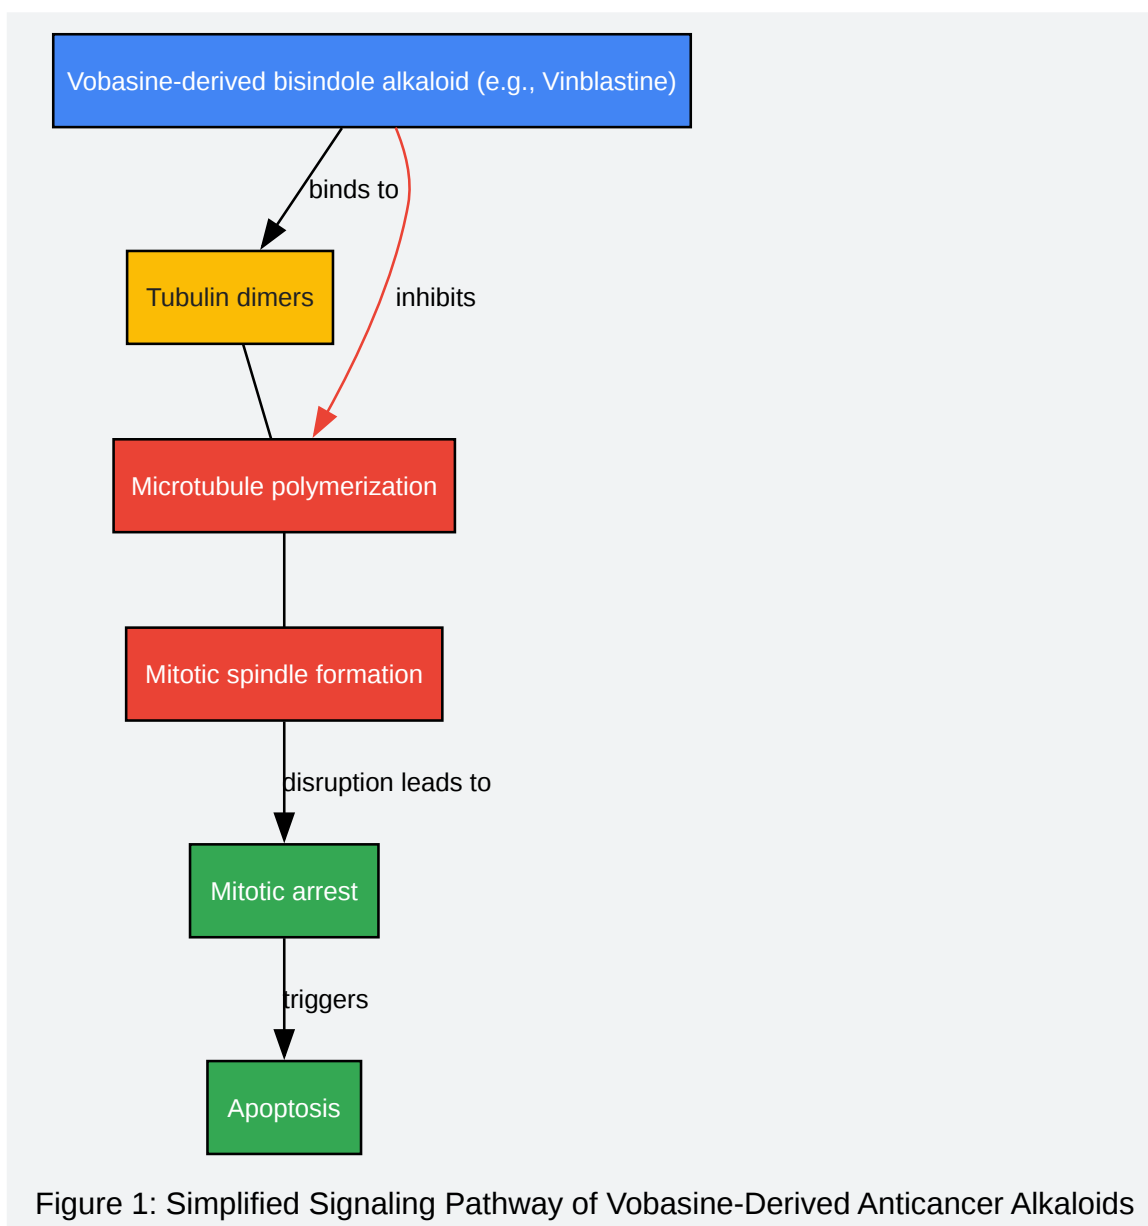 Vobasine-derived bisindole alkaloid (e.g., Vinblastine)
binds to
Tubulin dimers
inhibits
Microtubule polymerization
Mitotic spindle formation
disruption leads to
Mitotic arrest
triggers
Apoptosis
Figure 1: Simplified Signaling Pathway of Vobasine-Derived Anticancer Alkaloids